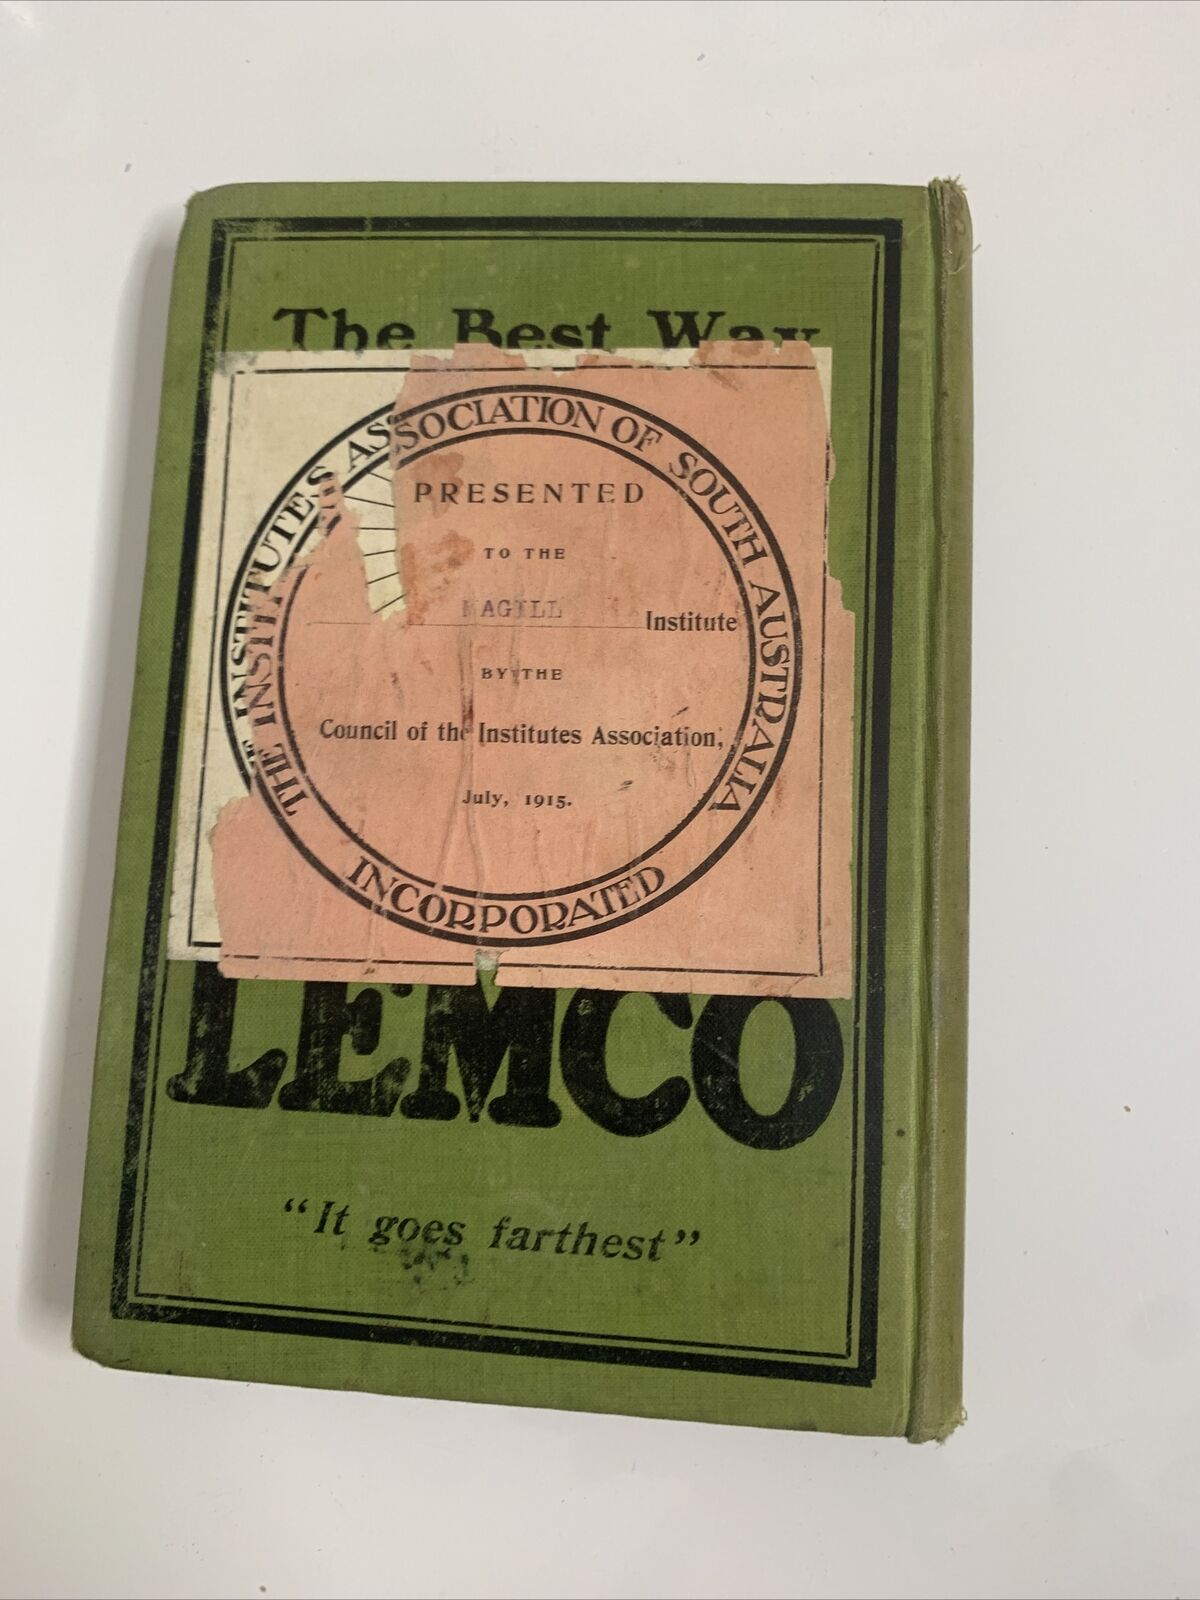 The Best Way
THE INSTITUTES ASSOCIATION OF SOUTH AUSTRALIA
PRESENTED
TO THE
MAGILL Institute
BY THE
Council of the Institutes Association,
July, 1915.
INCORPORATED
LEMCO
"It goes farthest"